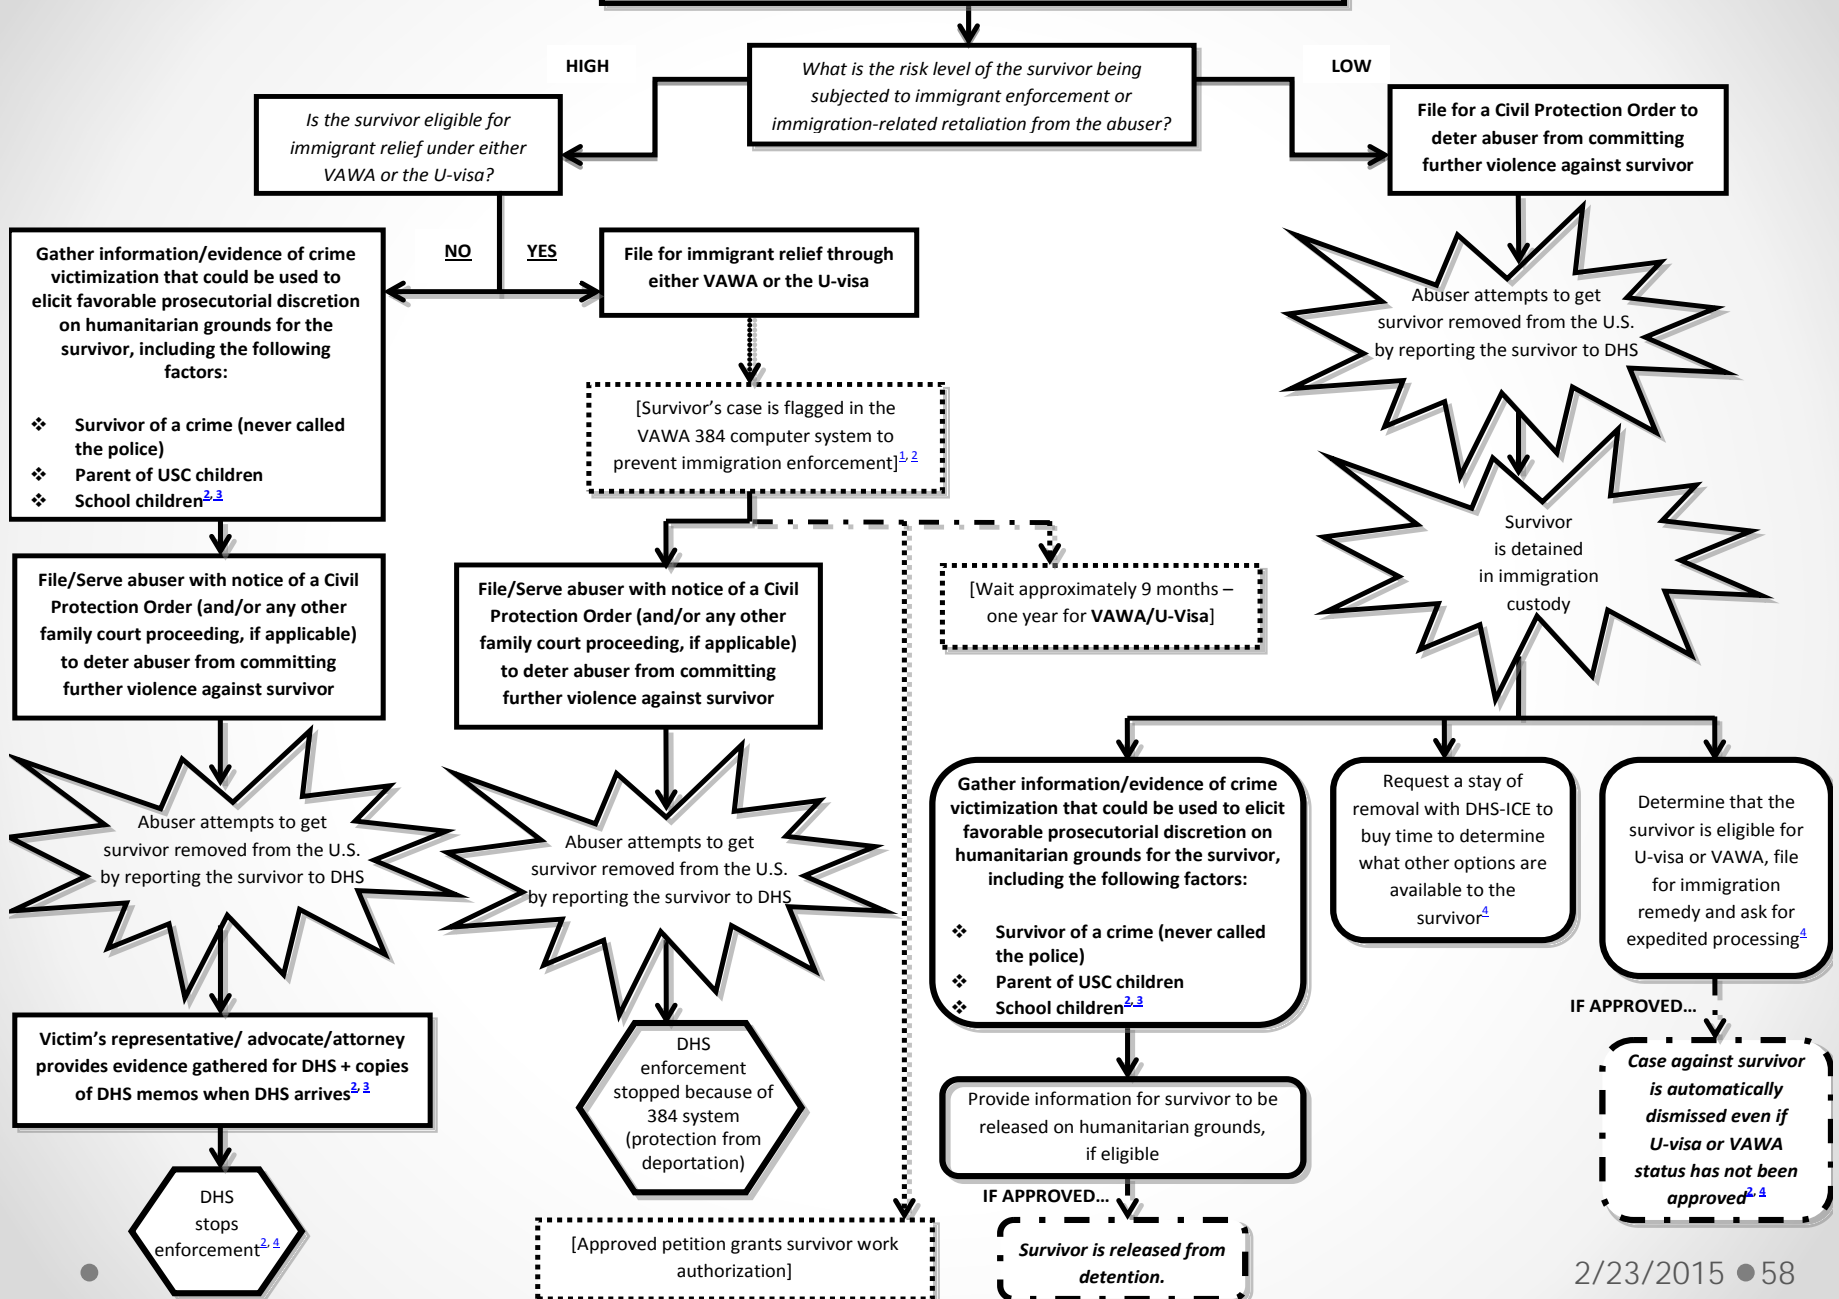 HIGH
What is the risk level of the survivor being
subjected to immigrant enforcement or
immigration-related retaliation from the abuser?
LOW
Is the survivor eligible for
immigrant relief under either
VAWA or the U-visa?
File for a Civil Protection Order to
deter abuser from committing
further violence against survivor
Gather information/evidence of crime
victimization that could be used to
elicit favorable prosecutorial discretion
on humanitarian grounds for the
survivor, including the following
factors:
❖ Survivor of a crime (never called
the police)
❖ Parent of USC children
❖ School children2, 3
NO
YES
File for immigrant relief through
either VAWA or the U-visa
Abuser attempts to get
survivor removed from the U.S.
by reporting the survivor to DHS
[Survivor's case is flagged in the
VAWA 384 computer system to
prevent immigration enforcement]1, 2
Survivor
is detained
in immigration
custody
File/Serve abuser with notice of a Civil
Protection Order (and/or any other
family court proceeding, if applicable)
to deter abuser from committing
further violence against survivor
File/Serve abuser with notice of a Civil
Protection Order (and/or any other
family court proceeding, if applicable)
to deter abuser from committing
further violence against survivor
[Wait approximately 9 months –
one year for VAWA/U-Visa]
Abuser attempts to get
survivor removed from the U.S.
by reporting the survivor to DHS
Abuser attempts to get
survivor removed from the U.S.
by reporting the survivor to DHS
Gather information/evidence of crime
victimization that could be used to elicit
favorable prosecutorial discretion on
humanitarian grounds for the survivor,
including the following factors:
❖ Survivor of a crime (never called
the police)
❖ Parent of USC children
❖ School children2, 3
Request a stay of
removal with DHS-ICE to
buy time to determine
what other options are
available to the
survivor4
Determine that the
survivor is eligible for
U-visa or VAWA, file
for immigration
remedy and ask for
expedited processing4
Victim's representative/ advocate/attorney
provides evidence gathered for DHS + copies
of DHS memos when DHS arrives2, 3
DHS
enforcement
stopped because of
384 system
(protection from
deportation)
Provide information for survivor to be
released on humanitarian grounds,
if eligible
IF APPROVED...
Case against survivor
is automatically
dismissed even if
U-visa or VAWA
status has not been
approved2, 4
DHS
stops
enforcement2, 4
[Approved petition grants survivor work
authorization]
IF APPROVED...
Survivor is released from
detention.
2/23/2015 ●58